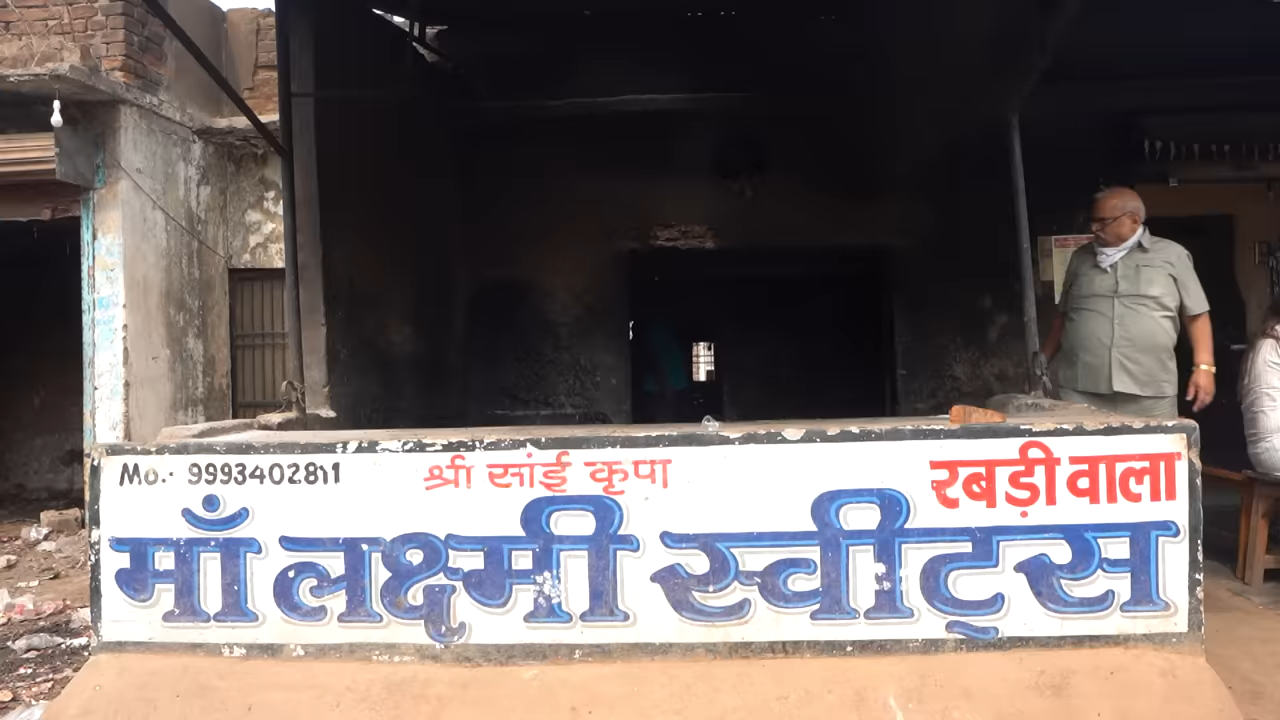 Mo.- 9993402811 श्री सांई कृपा रबड़ी वाला
माँ लक्ष्मी स्वीट्स